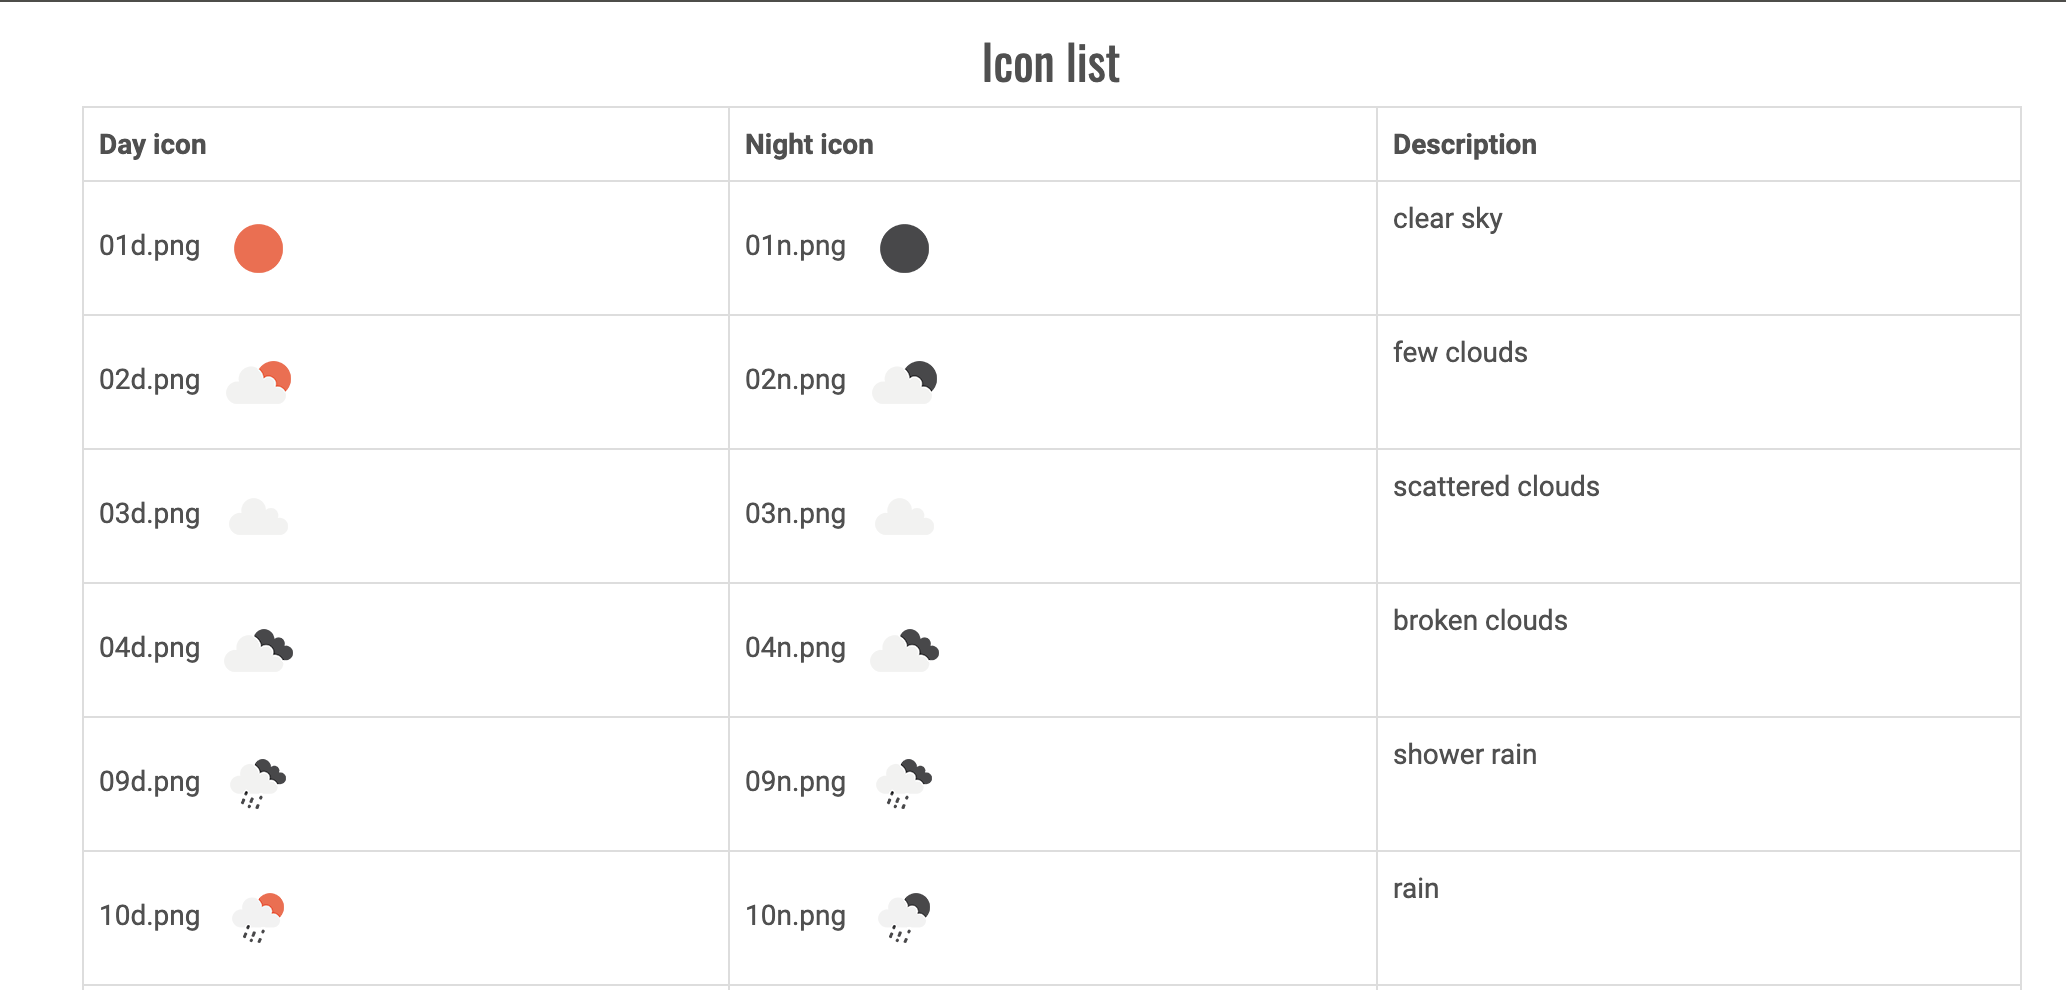 Icon list
Day icon Night icon Description
01d.png 01n.png clear sky
02d.png 02n.png few clouds
03d.png 03n.png scattered clouds
04d.png 04n.png broken clouds
09d.png 09n.png shower rain
10d.png 10n.png rain